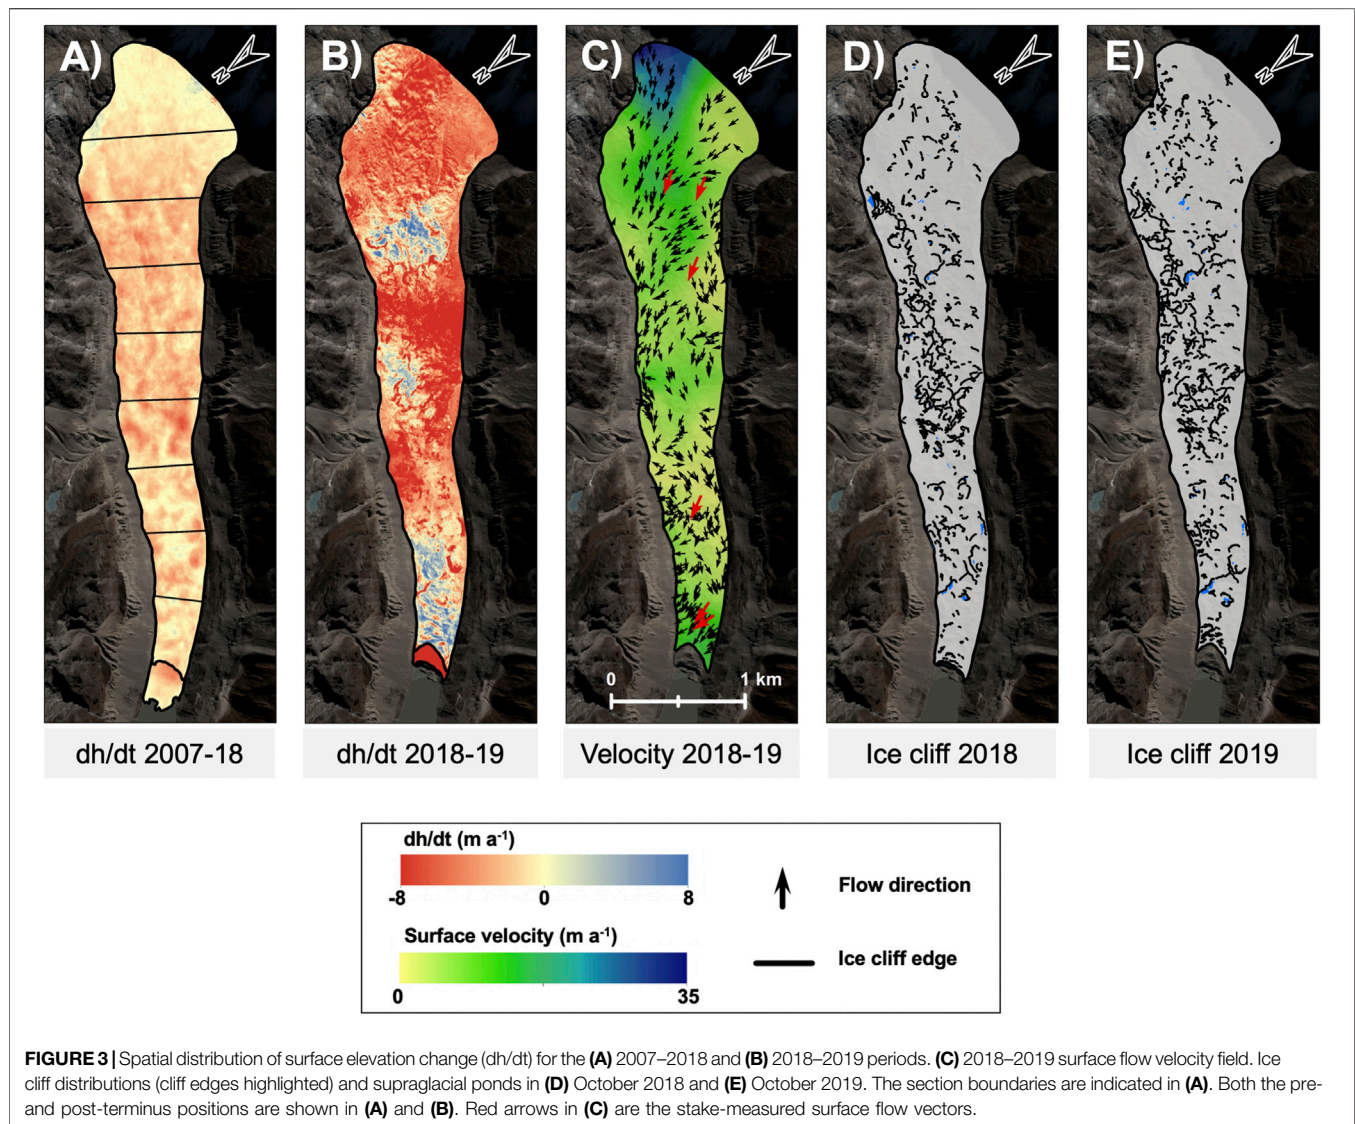 A)
B)
C)
D)
E)
N
N
N
N
N
0
1 km
dh/dt 2007-18
dh/dt 2018-19
Velocity 2018-19
Ice cliff 2018
Ice cliff 2019
dh/dt (m a⁻¹)
-8
0
8
Flow direction
Surface velocity (m a⁻¹)
0
35
Ice cliff edge
FIGURE 3 | Spatial distribution of surface elevation change (dh/dt) for the (A) 2007–2018 and (B) 2018–2019 periods. (C) 2018–2019 surface flow velocity field. Ice
cliff distributions (cliff edges highlighted) and supraglacial ponds in (D) October 2018 and (E) October 2019. The section boundaries are indicated in (A). Both the pre-
and post-terminus positions are shown in (A) and (B). Red arrows in (C) are the stake-measured surface flow vectors.